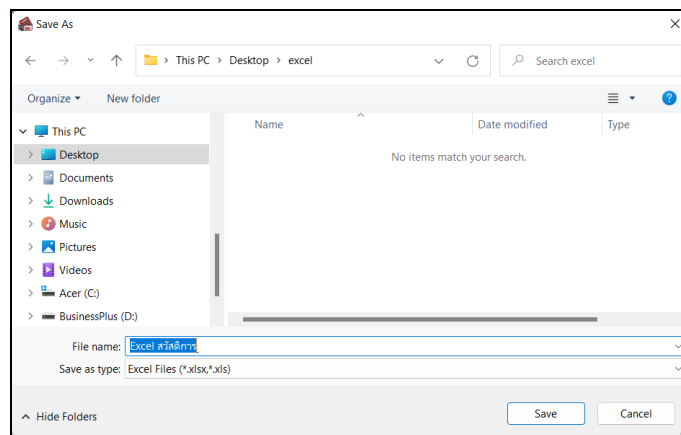 Save As
This PC > Desktop > excel
Search excel
Organize
New folder
Name
Date modified
Type
This PC
No items match your search.
Desktop
Documents
Downloads
Music
Pictures
Videos
Acer (C:)
BusinessPlus (D:)
File name: Excel สวัสดิการ
Save as type: Excel Files (*.xlsx,*.xls)
Hide Folders
Save
Cancel